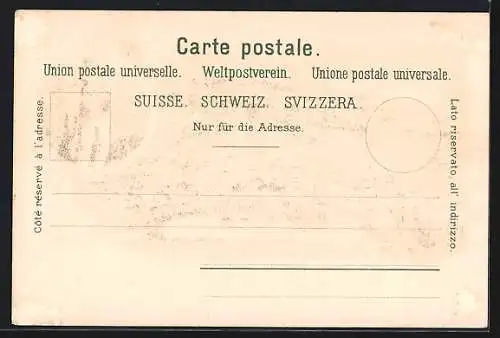 Carte postale.
Union postale universelle. Weltpostverein. Unione postale universale.
SUISSE. SCHWEIZ. SVIZZERA.
Nur für die Adresse.
Côté réservé à l'adresse.
Lato riservato all' indirizzo.